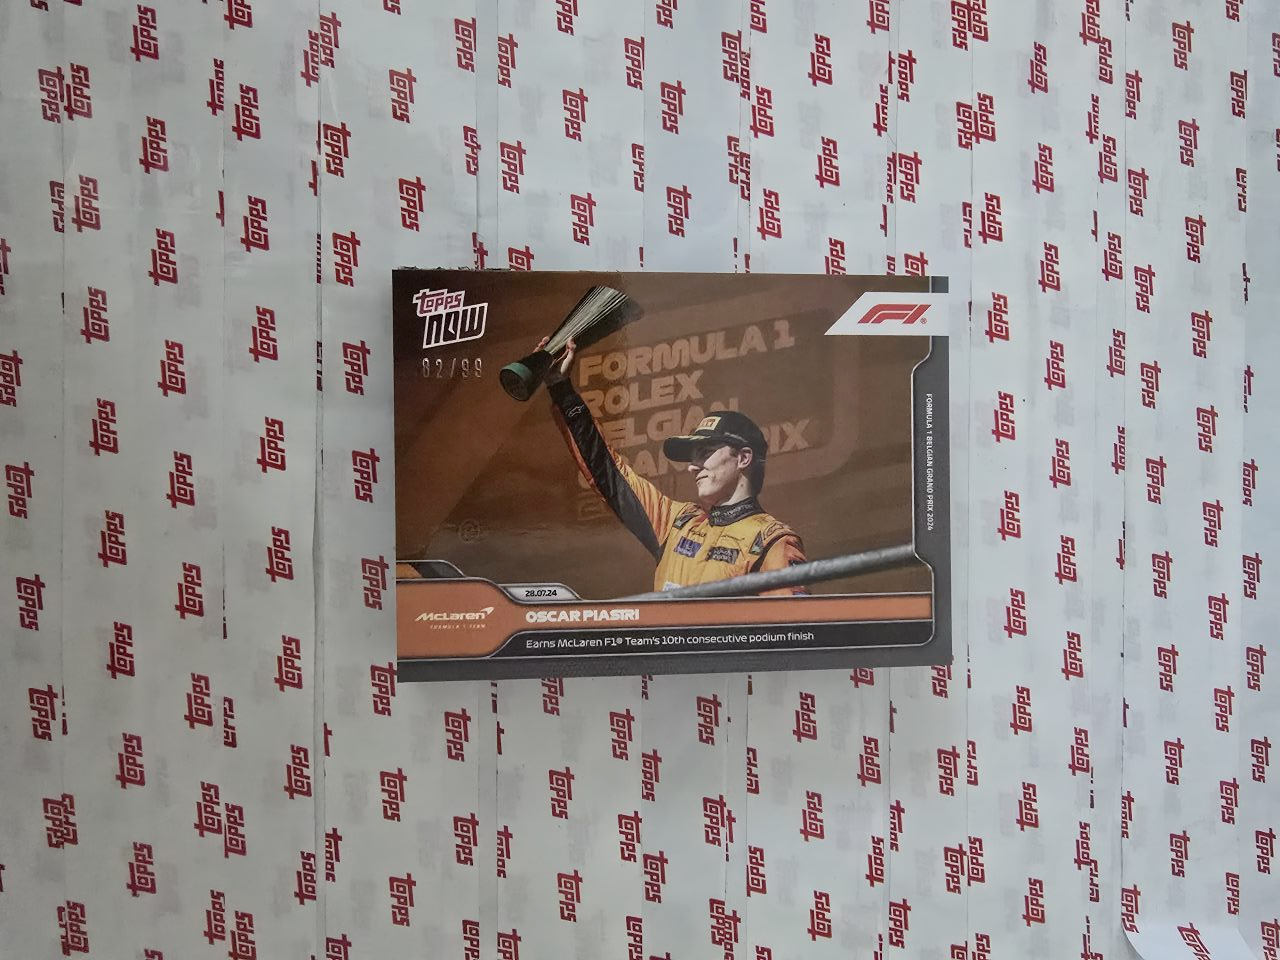 topps
now
82/99
F1
FORMULA 1
ROLEX
BELGIAN
FORMULA 1 BELGIAN GRAND PRIX 2024
28.07.24
McLaren
FORMULA 1 TEAM
OSCAR PIASTRI
Earns McLaren F1® Team's 10th consecutive podium finish
topps